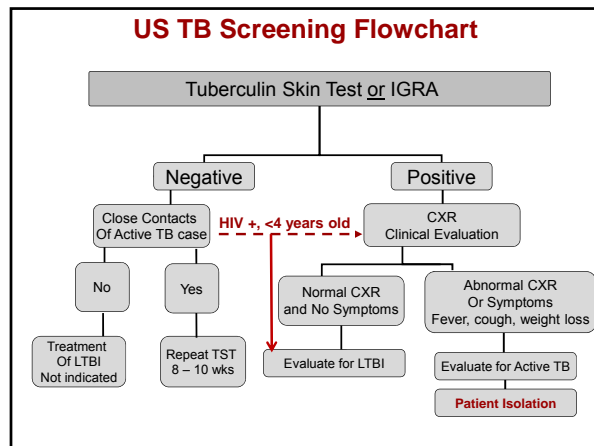 US TB Screening Flowchart
Tuberculin Skin Test or IGRA
Negative
Positive
Close Contacts
Of Active TB case
HIV +, <4 years old
CXR
Clinical Evaluation
No
Yes
Normal CXR
and No Symptoms
Abnormal CXR
Or Symptoms
Fever, cough, weight loss
Treatment
Of LTBI
Not indicated
Repeat TST
8 – 10 wks
Evaluate for LTBI
Evaluate for Active TB
Patient Isolation